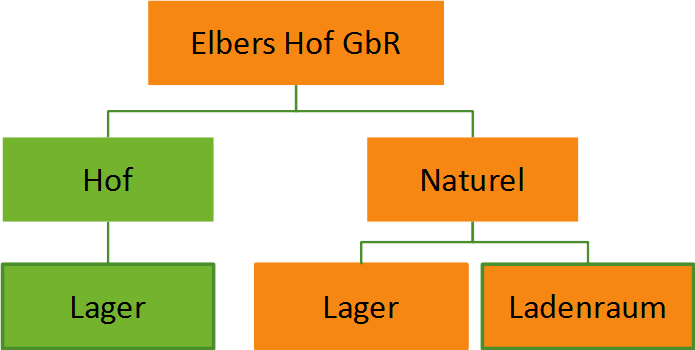 Elbers Hof GbR
Hof
Naturel
Lager
Lager
Ladenraum